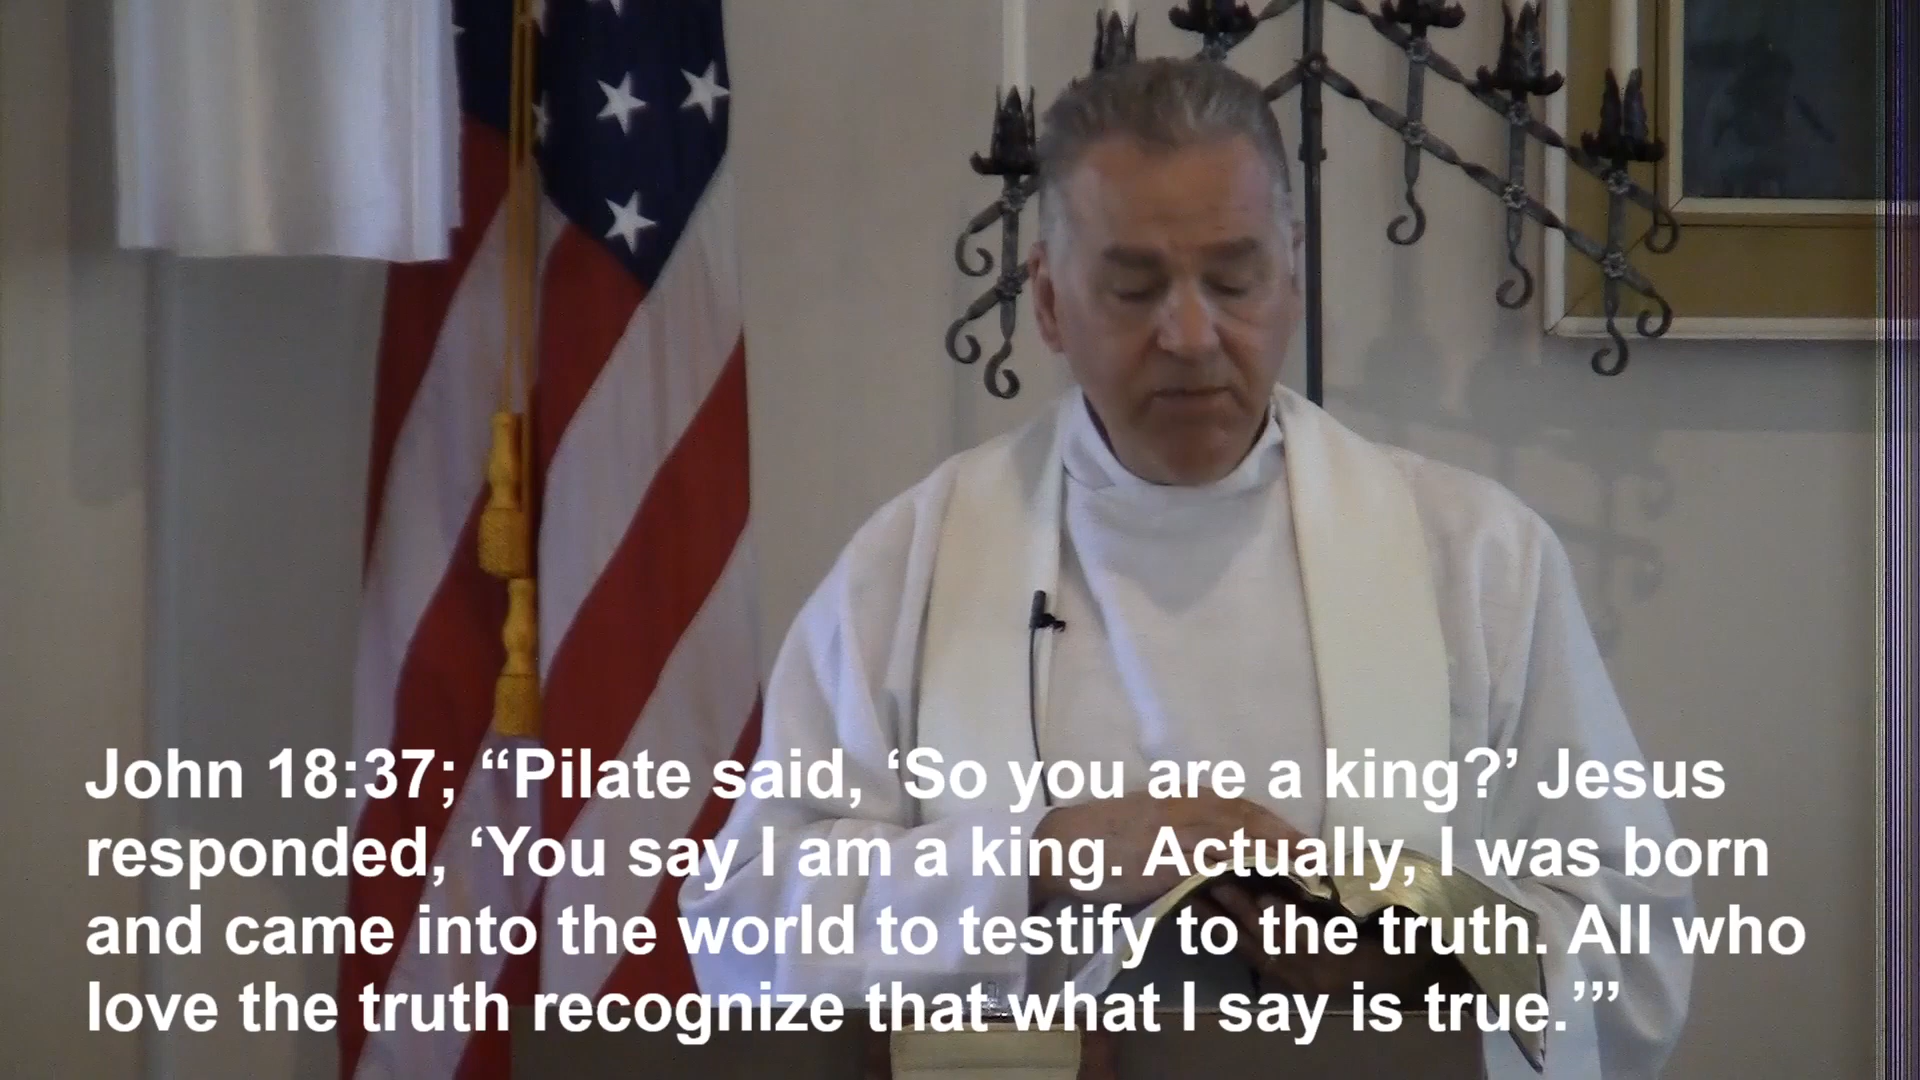 John 18:37; “Pilate said, ‘So you are a king?’ Jesus
responded, ‘You say I am a king. Actually, I was born
and came into the world to testify to the truth. All who
love the truth recognize that what I say is true.’”